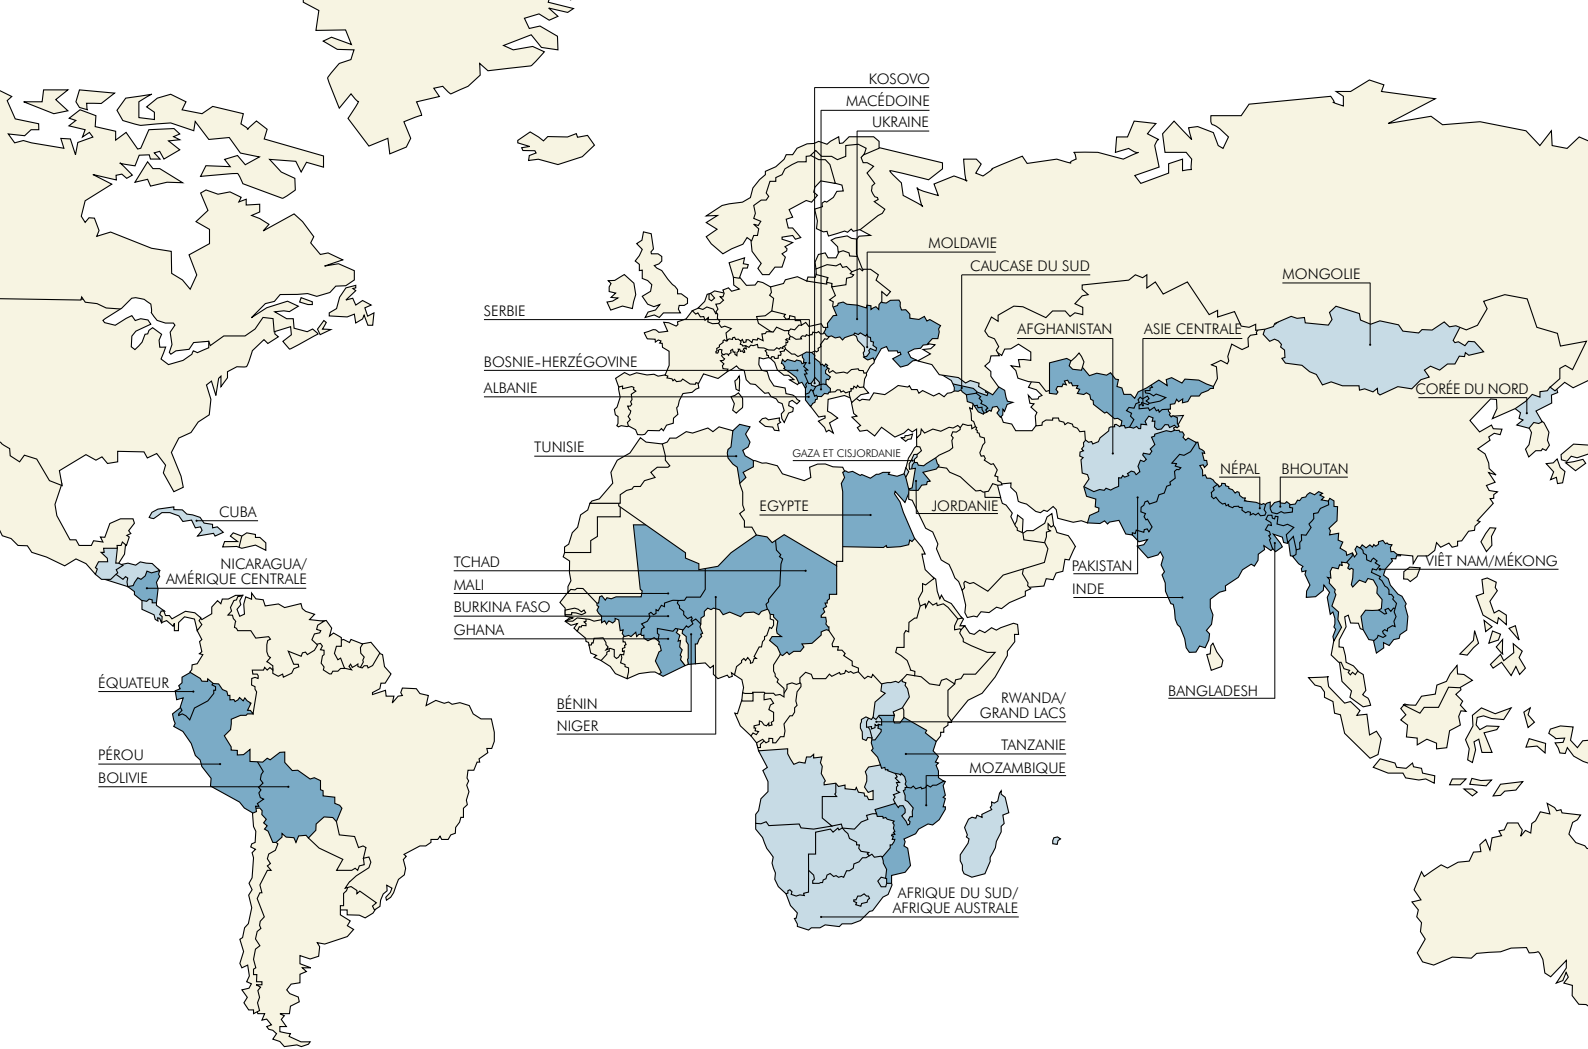 KOSOVO
MACÉDOINE
UKRAINE
MOLDAVIE
CAUCASE DU SUD
MONGOLIE
SERBIE
AFGHANISTAN
ASIE CENTRALE
BOSNIE-HERZÉGOVINE
ALBANIE
CORÉE DU NORD
TUNISIE
GAZA ET CISJORDANIE
NÉPAL
BHOUTAN
EGYPTE
JORDANIE
CUBA
NICARAGUA/
AMÉRIQUE CENTRALE
TCHAD
MALI
BURKINA FASO
GHANA
PAKISTAN
INDE
VIÊT NAM/MÉKONG
ÉQUATEUR
BÉNIN
NIGER
RWANDA/
GRAND LACS
BANGLADESH
PÉROU
BOLIVIE
TANZANIE
MOZAMBIQUE
AFRIQUE DU SUD/
AFRIQUE AUSTRALE